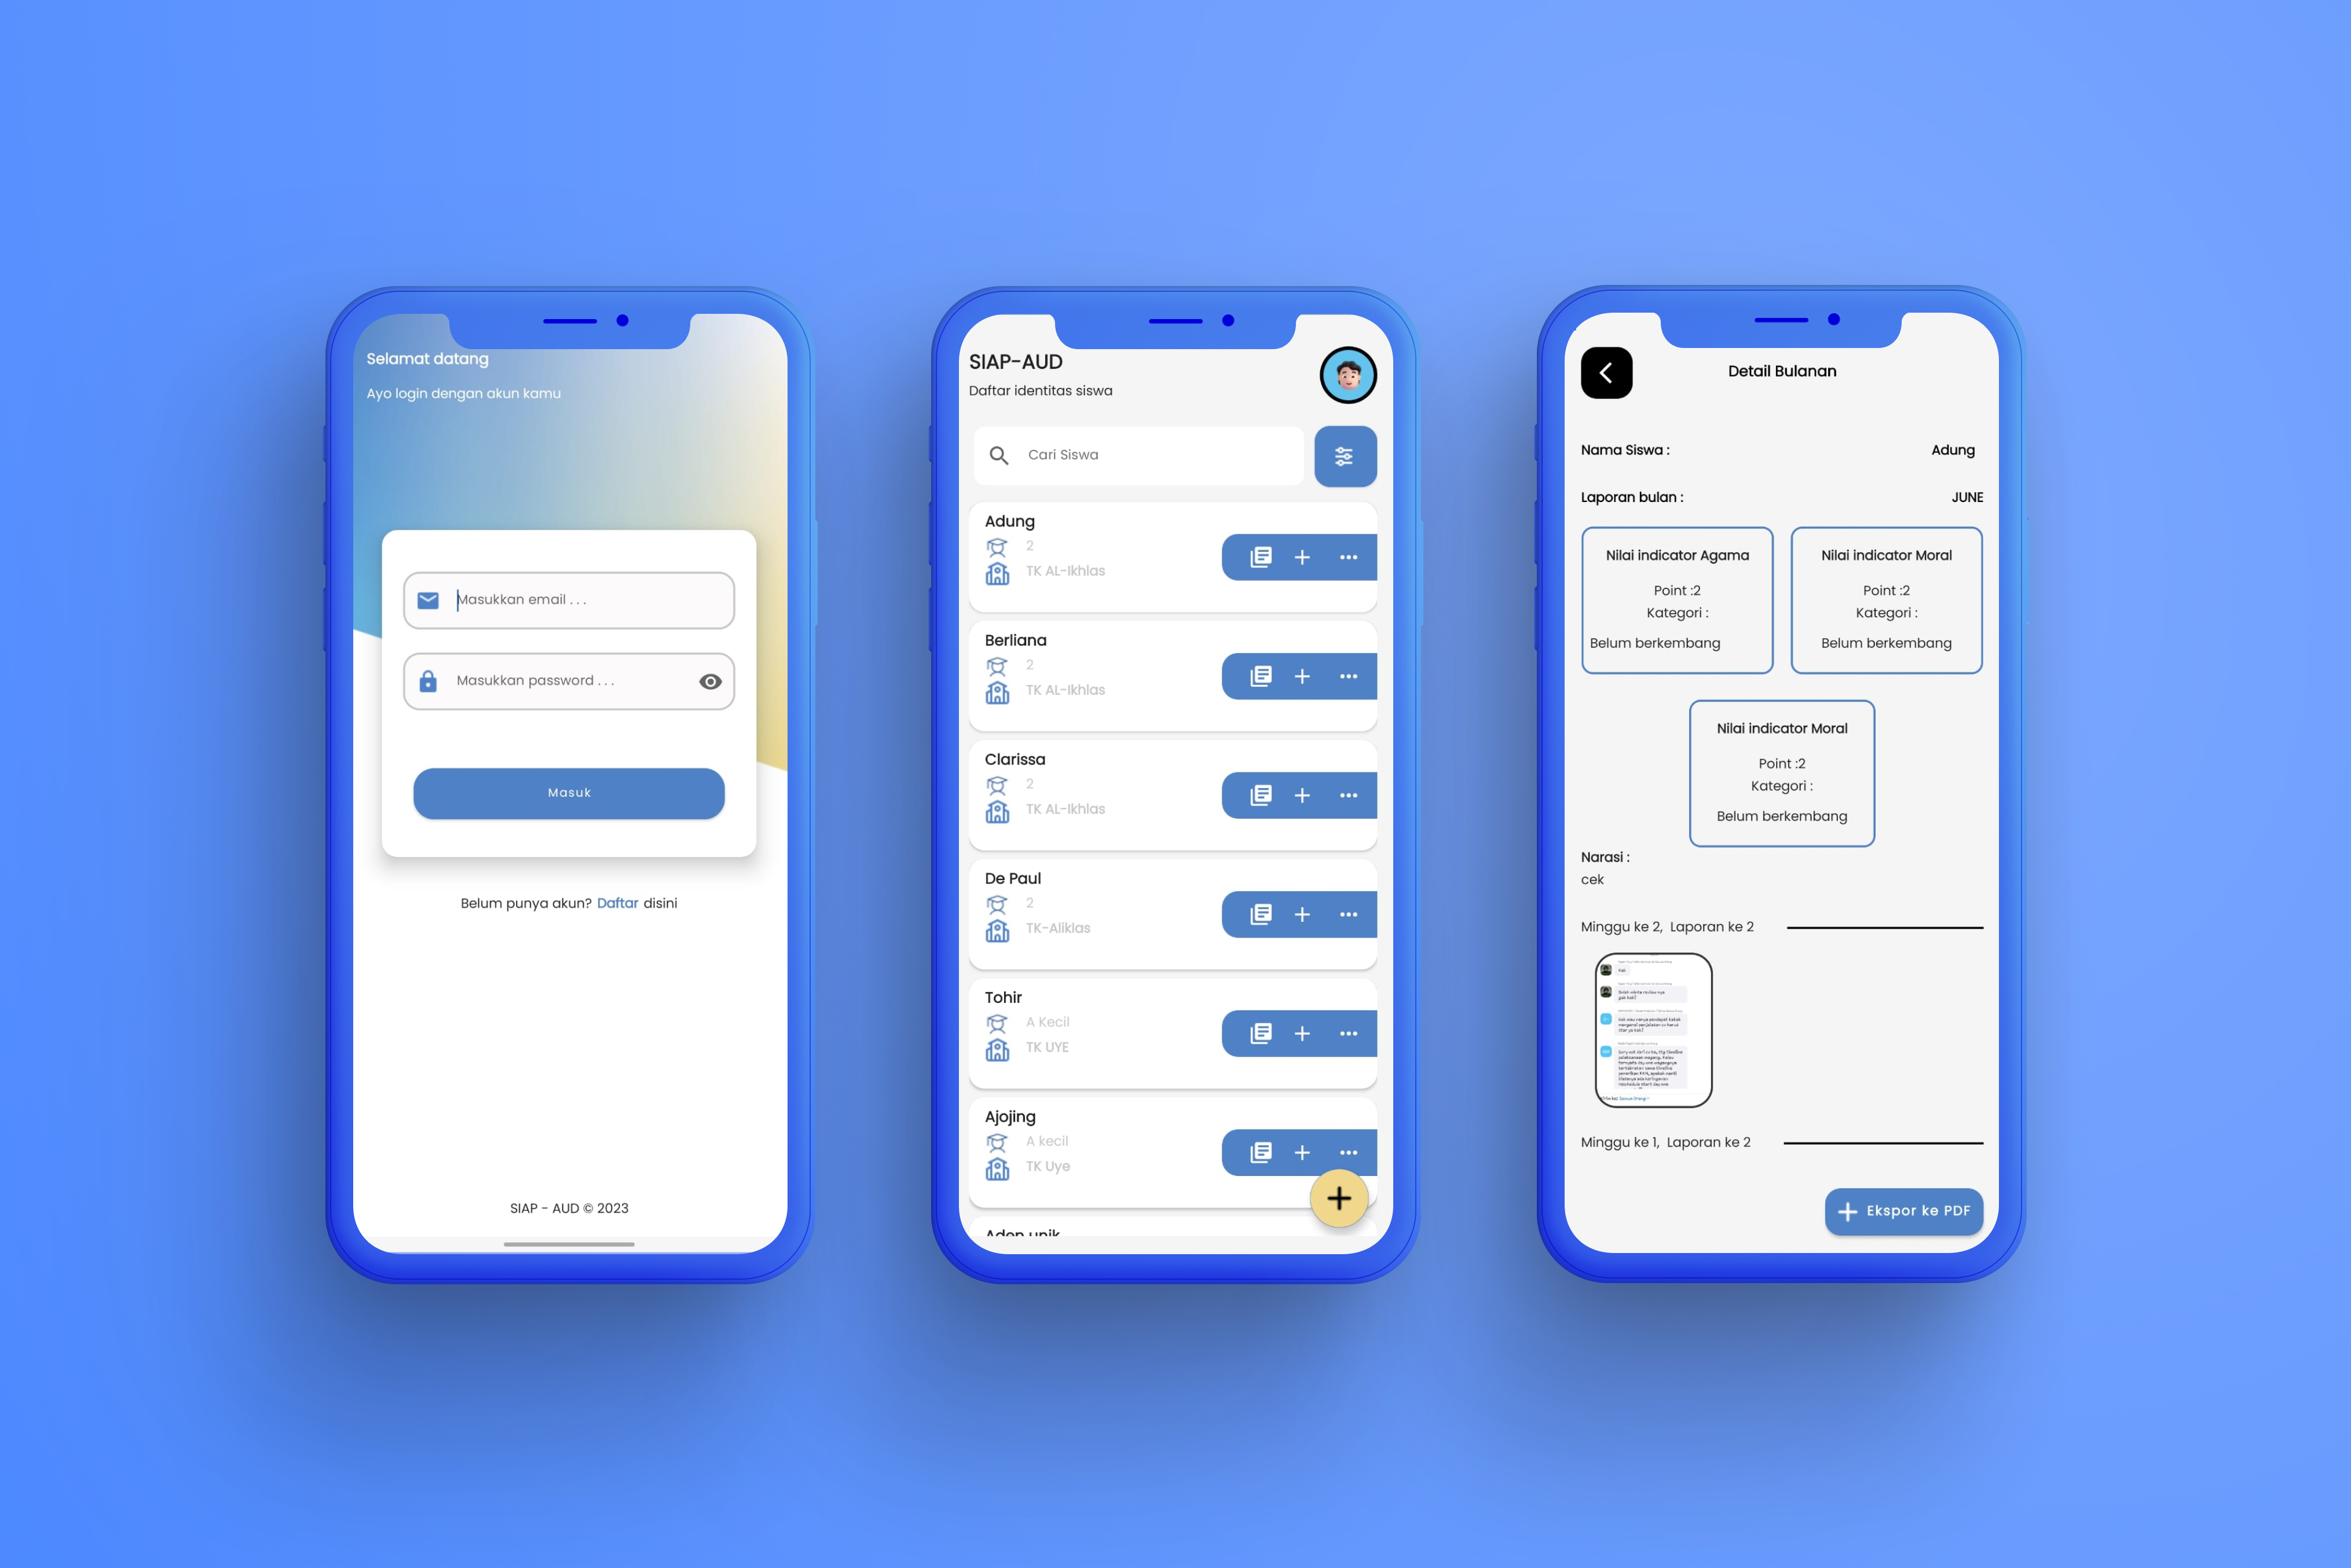 Selamat datang
Ayo login dengan akun kamu
Masukkan email . . .
Masukkan password . . .
Masuk
Belum punya akun? Daftar disini
SIAP - AUD © 2023
SIAP-AUD
Daftar identitas siswa
Cari Siswa
Adung
2
TK AL-Ikhlas
Berliana
2
TK AL-Ikhlas
Clarissa
2
TK AL-Ikhlas
De Paul
2
TK-Aliklas
Tohir
A Kecil
TK UYE
Ajojing
A kecil
TK Uye
Detail Bulanan
Nama Siswa : Adung
Laporan bulan : JUNE
Nilai indicator Agama
Point :2
Kategori :
Belum berkembang
Nilai indicator Moral
Point :2
Kategori :
Belum berkembang
Nilai indicator Moral
Point :2
Kategori :
Belum berkembang
Narasi :
cek
Minggu ke 2, Laporan ke 2
Minggu ke 1, Laporan ke 2
Ekspor ke PDF